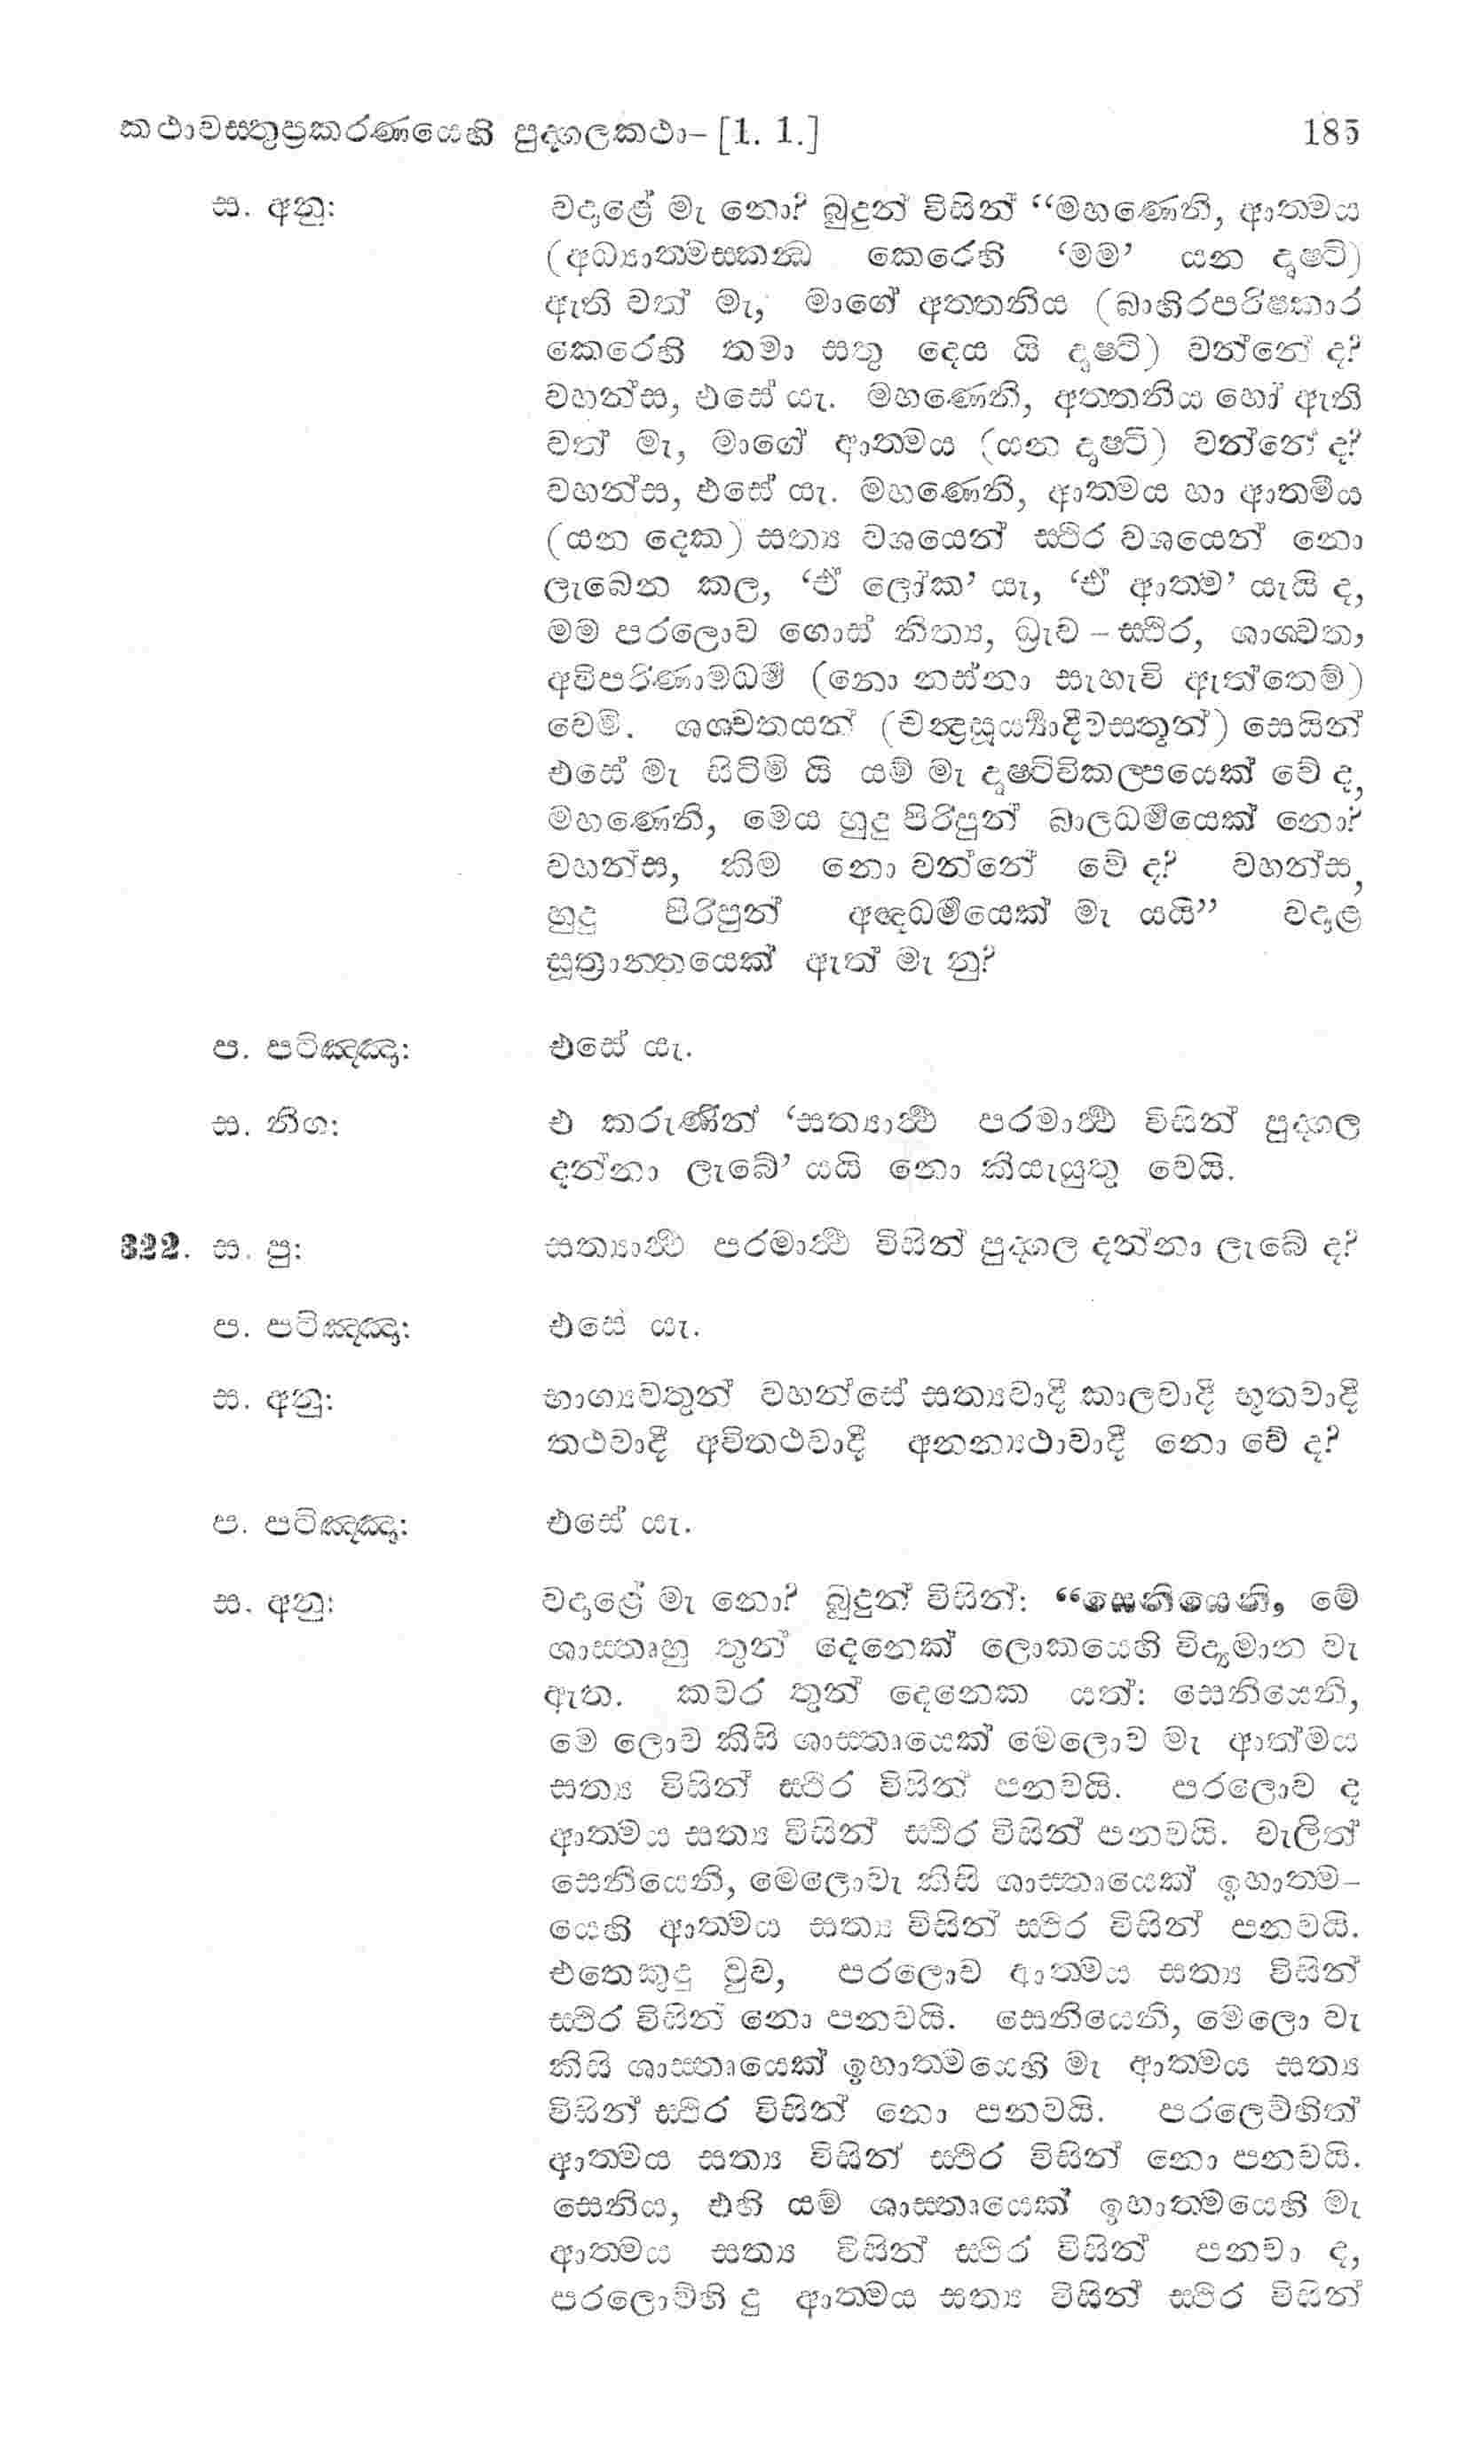 කථාවස්තුප්‍රකරණයෙහි පුද්ගලකථා– [1. 1.] 185
ස. අනු: වදාළේ මැ නො? බුදුන් විසින් “මහණෙනි, ආත්මය
(අධ්‍යාත්මස්කන්‍ධ කෙරෙහි ‘මම’ යන දෘෂ්ටි)
ඇති වත් මැ, මාගේ අත්තනිය (බාහිරපරිෂ්කාර
කෙරෙහි තමා සතු දෙය යි දෘෂ්ටි) වන්නේ ද?
වහන්ස, එසේ යැ. මහණෙනි, අත්තනිය හෝ ඇති
වත් මැ, මාගේ ආත්මය (යන දෘෂ්ටි) වන්නේ ද?
වහන්ස, එසේ යැ. මහණෙනි, ආත්මය හා ආත්මීය
(යන දෙක) සත්‍ය වශයෙන් ස්ථිර වශයෙන් නො
ලැබෙන කල, ‘ඒ ලෝක’ යැ, ‘ඒ ආත්ම’ යැයි ද,
මම පරලොව ගොස් නිත්‍ය, ධ්‍රැව – ස්ථිර, ශාශ්වත,
අවිපරිණාමධර්‍ම (නො නස්නා සැහැවි ඇත්තෙම්)
වෙමි. ශශ්වතයන් (චන්‍ද්‍රසූර්‍ය්‍යාදීවස්තූන්) සෙයින්
එසේ මැ සිටිමි යි යම් මැ දෘෂ්ටිවිකල්පයෙක් වේ ද,
මහණෙනි, මෙය හුදු පිරිපුන් බාලධර්‍මයෙක් නො?
වහන්ස, කිම නො වන්නේ වේ ද? වහන්ස,
හුදු පිරිපුන් අඥධර්‍මයෙක් මැ යයි” වදාළ
සූත්‍රාන්තයෙක් ඇත් මැ නු?
ප. පටිඤ්ඤා: එසේ යැ.
ස. නිග: එ කරුණින් ‘සත්‍යාර්‍ථ පරමාර්‍ථ විසින් පුද්ගල
දන්නා ලැබේ’ යයි නො කියැයුතු වෙයි.
322. ස. පු: සත්‍යාර්‍ථ පරමාර්‍ථ විසින් පුද්ගල දන්නා ලැබේ ද?
ප. පටිඤ්ඤා: එසේ යැ.
ස. අනු: භාග්‍යවතුන් වහන්සේ සත්‍යවාදී කාලවාදී භූතවාදී
තථවාදී අවිතථවාදී අනන්‍යථාවාදී නො වේ ද?
ප. පටිඤ්ඤා: එසේ යැ.
ස. අනු: වදාළේ මැ නො? බුදුන් විසින්: “සෙනියෙනි, මේ
ශාස්තෘහු තුන් දෙනෙක් ලොකයෙහි විද්‍යමාන වැ
ඇත. කවර තුන් දෙනෙක යත්: සෙනියෙනි,
මෙ ලොව කිසි ශාස්තෘයෙක් මෙලොව මැ ආත්මය
සත්‍ය විසින් ස්ථිර විසින් පනවයි. පරලොව ද
ආත්මය සත්‍ය විසින් ස්ථිර විසින් පනවයි. වැලිත්
සෙනියෙනි, මෙලොවැ කිසි ශාස්තෘයෙක් ඉහාත්ම–
යෙහි ආත්මය සත්‍ය විසින් ස්ථිර විසින් පනවයි.
එතෙකුදු වුව, පරලොව ආත්මය සත්‍ය විසින්
ස්ථිර විසින් නො පනවයි. සෙනියෙනි, මෙලො වැ
කිසි ශාස්තෘයෙක් ඉහාත්මයෙහි මැ ආත්මය සත්‍ය
විසින් ස්ථිර විසින් නො පනවයි. පරලෙව්හිත්
ආත්මය සත්‍ය විසින් ස්ථිර විසින් නො පනවයි.
සෙනිය, එහි යම් ශාස්තෘයෙක් ඉහාත්මයෙහි මැ
ආත්මය සත්‍ය විසින් ස්ථිර විසින් පනවා ද,
පරලොව්හි දු ආත්මය සත්‍ය විසින් ස්ථිර විසින්